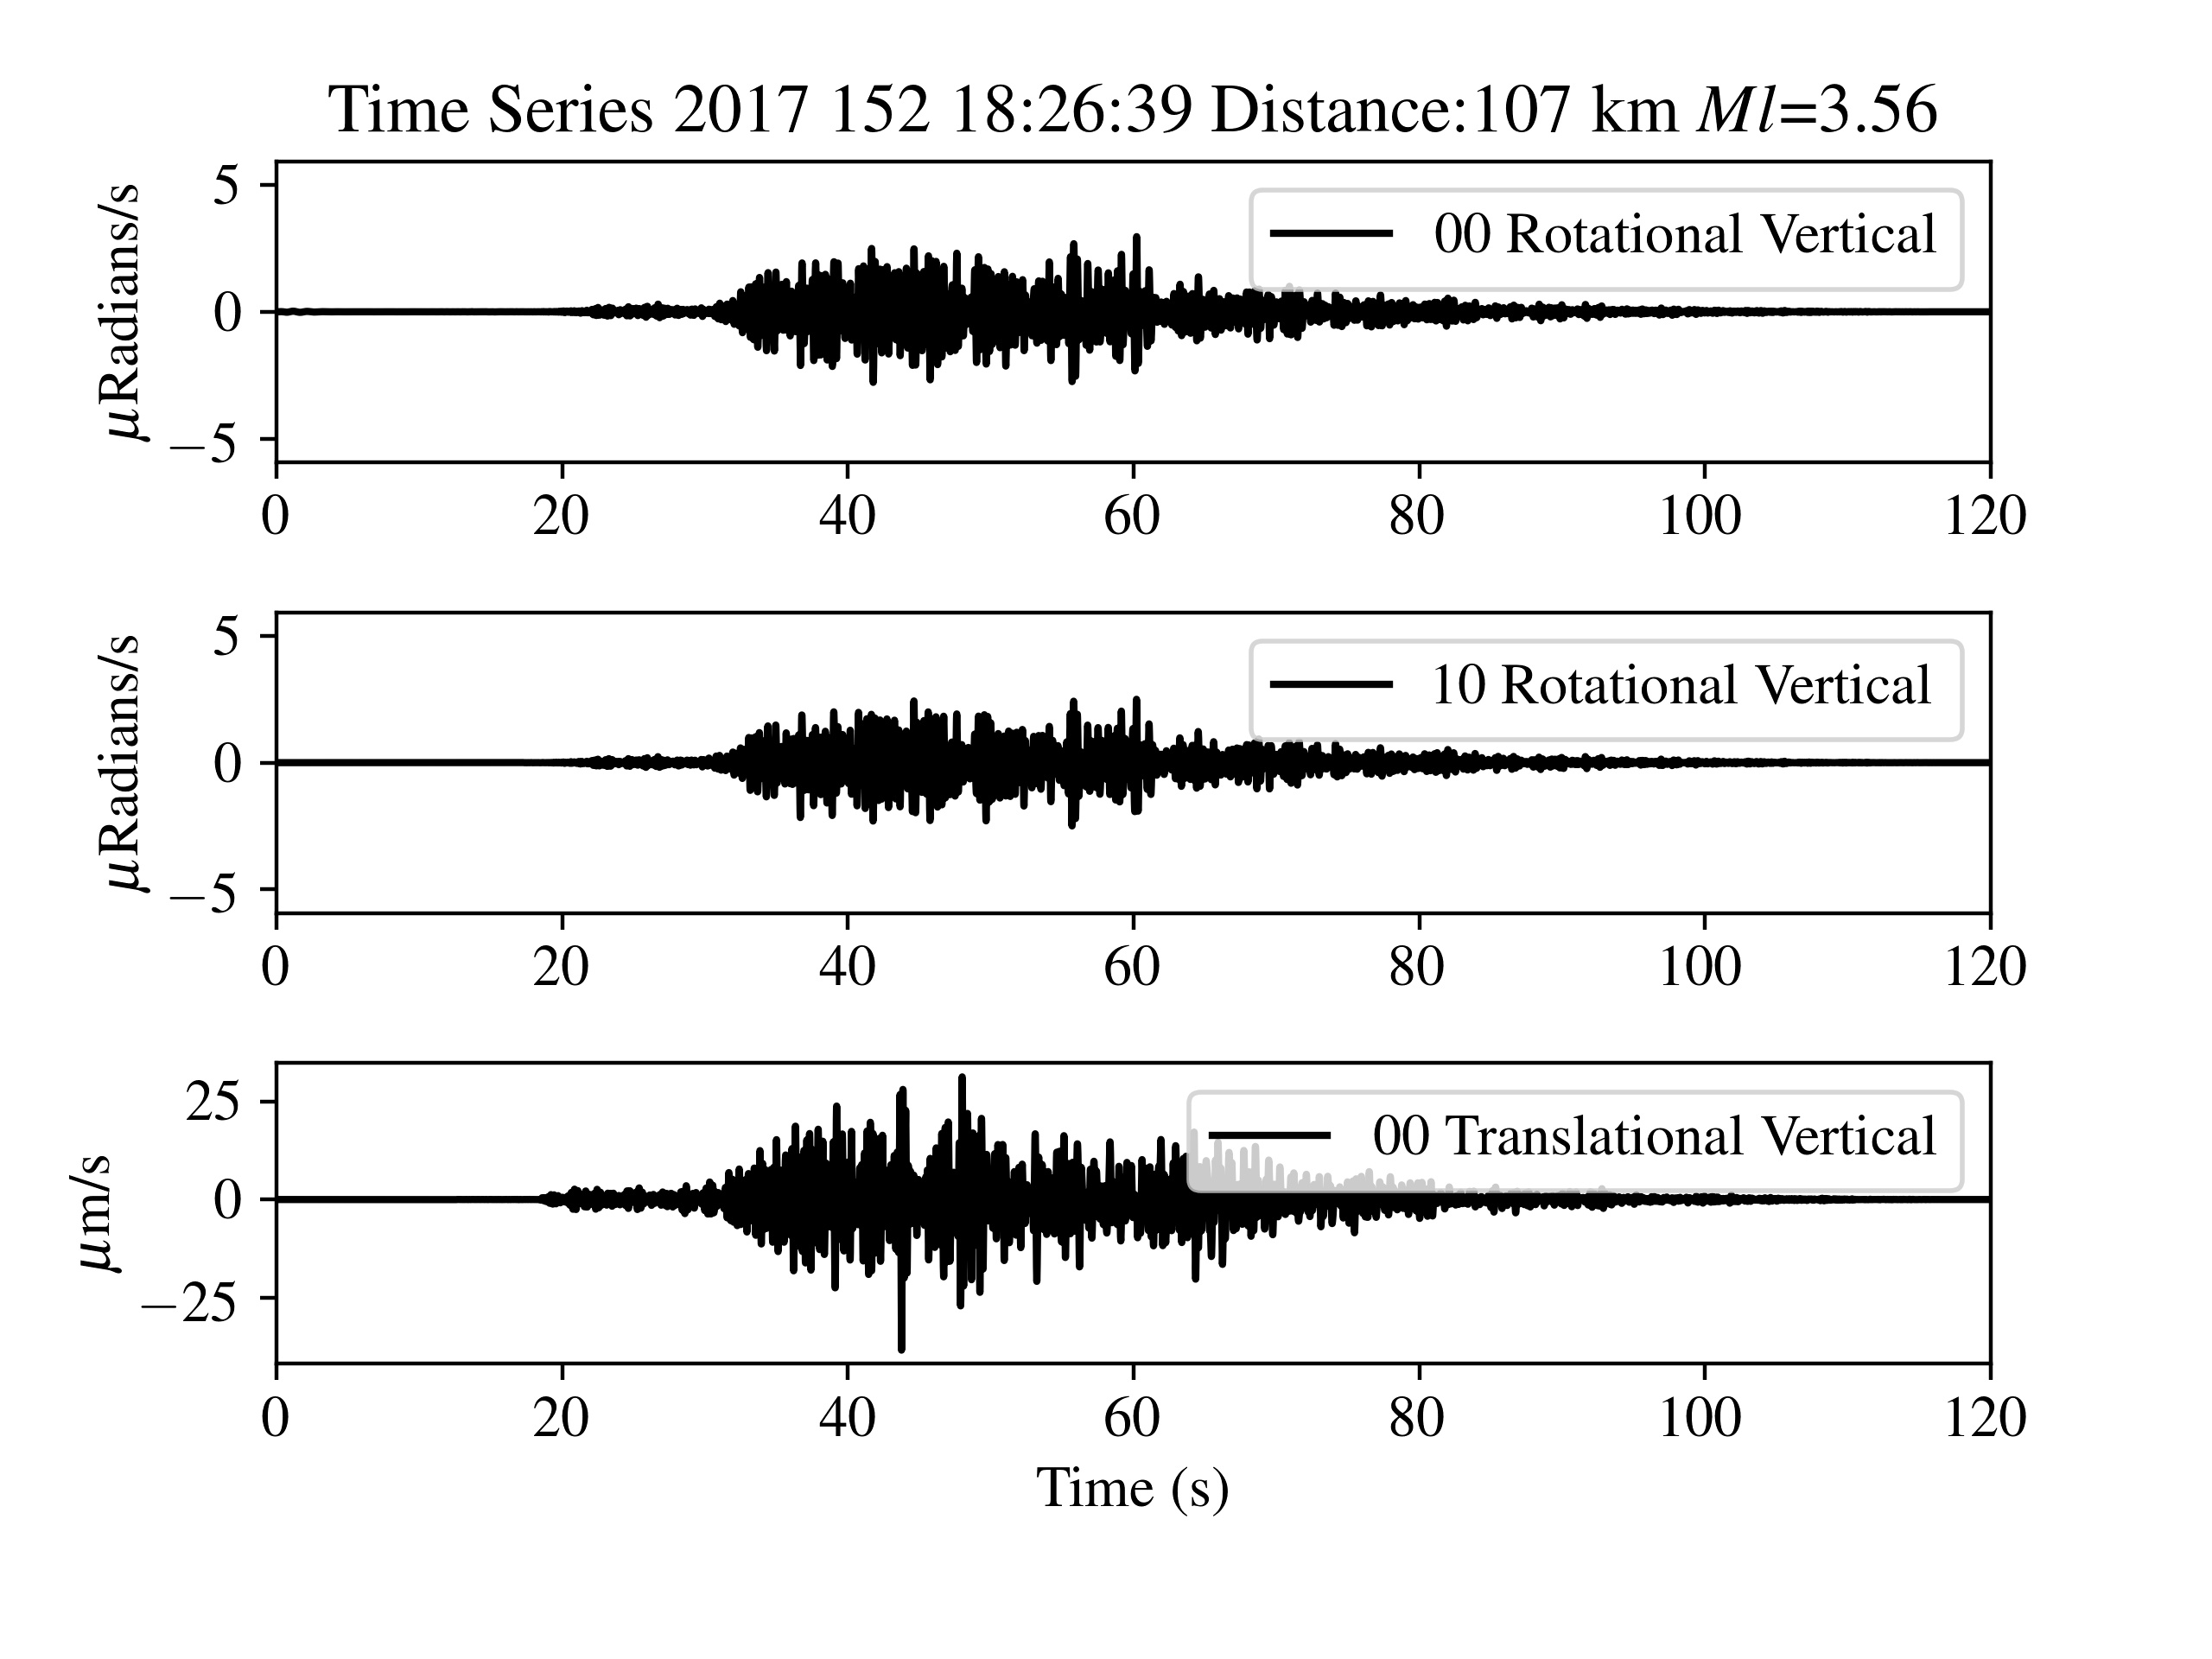 Time Series 2017 152 18:26:39 Distance:107 km Ml=3.56
μRadians/s
5
0
−5
00 Rotational Vertical
0 20 40 60 80 100 120
μRadians/s
5
0
−5
10 Rotational Vertical
0 20 40 60 80 100 120
μm/s
25
0
−25
00 Translational Vertical
0 20 40 60 80 100 120
Time (s)